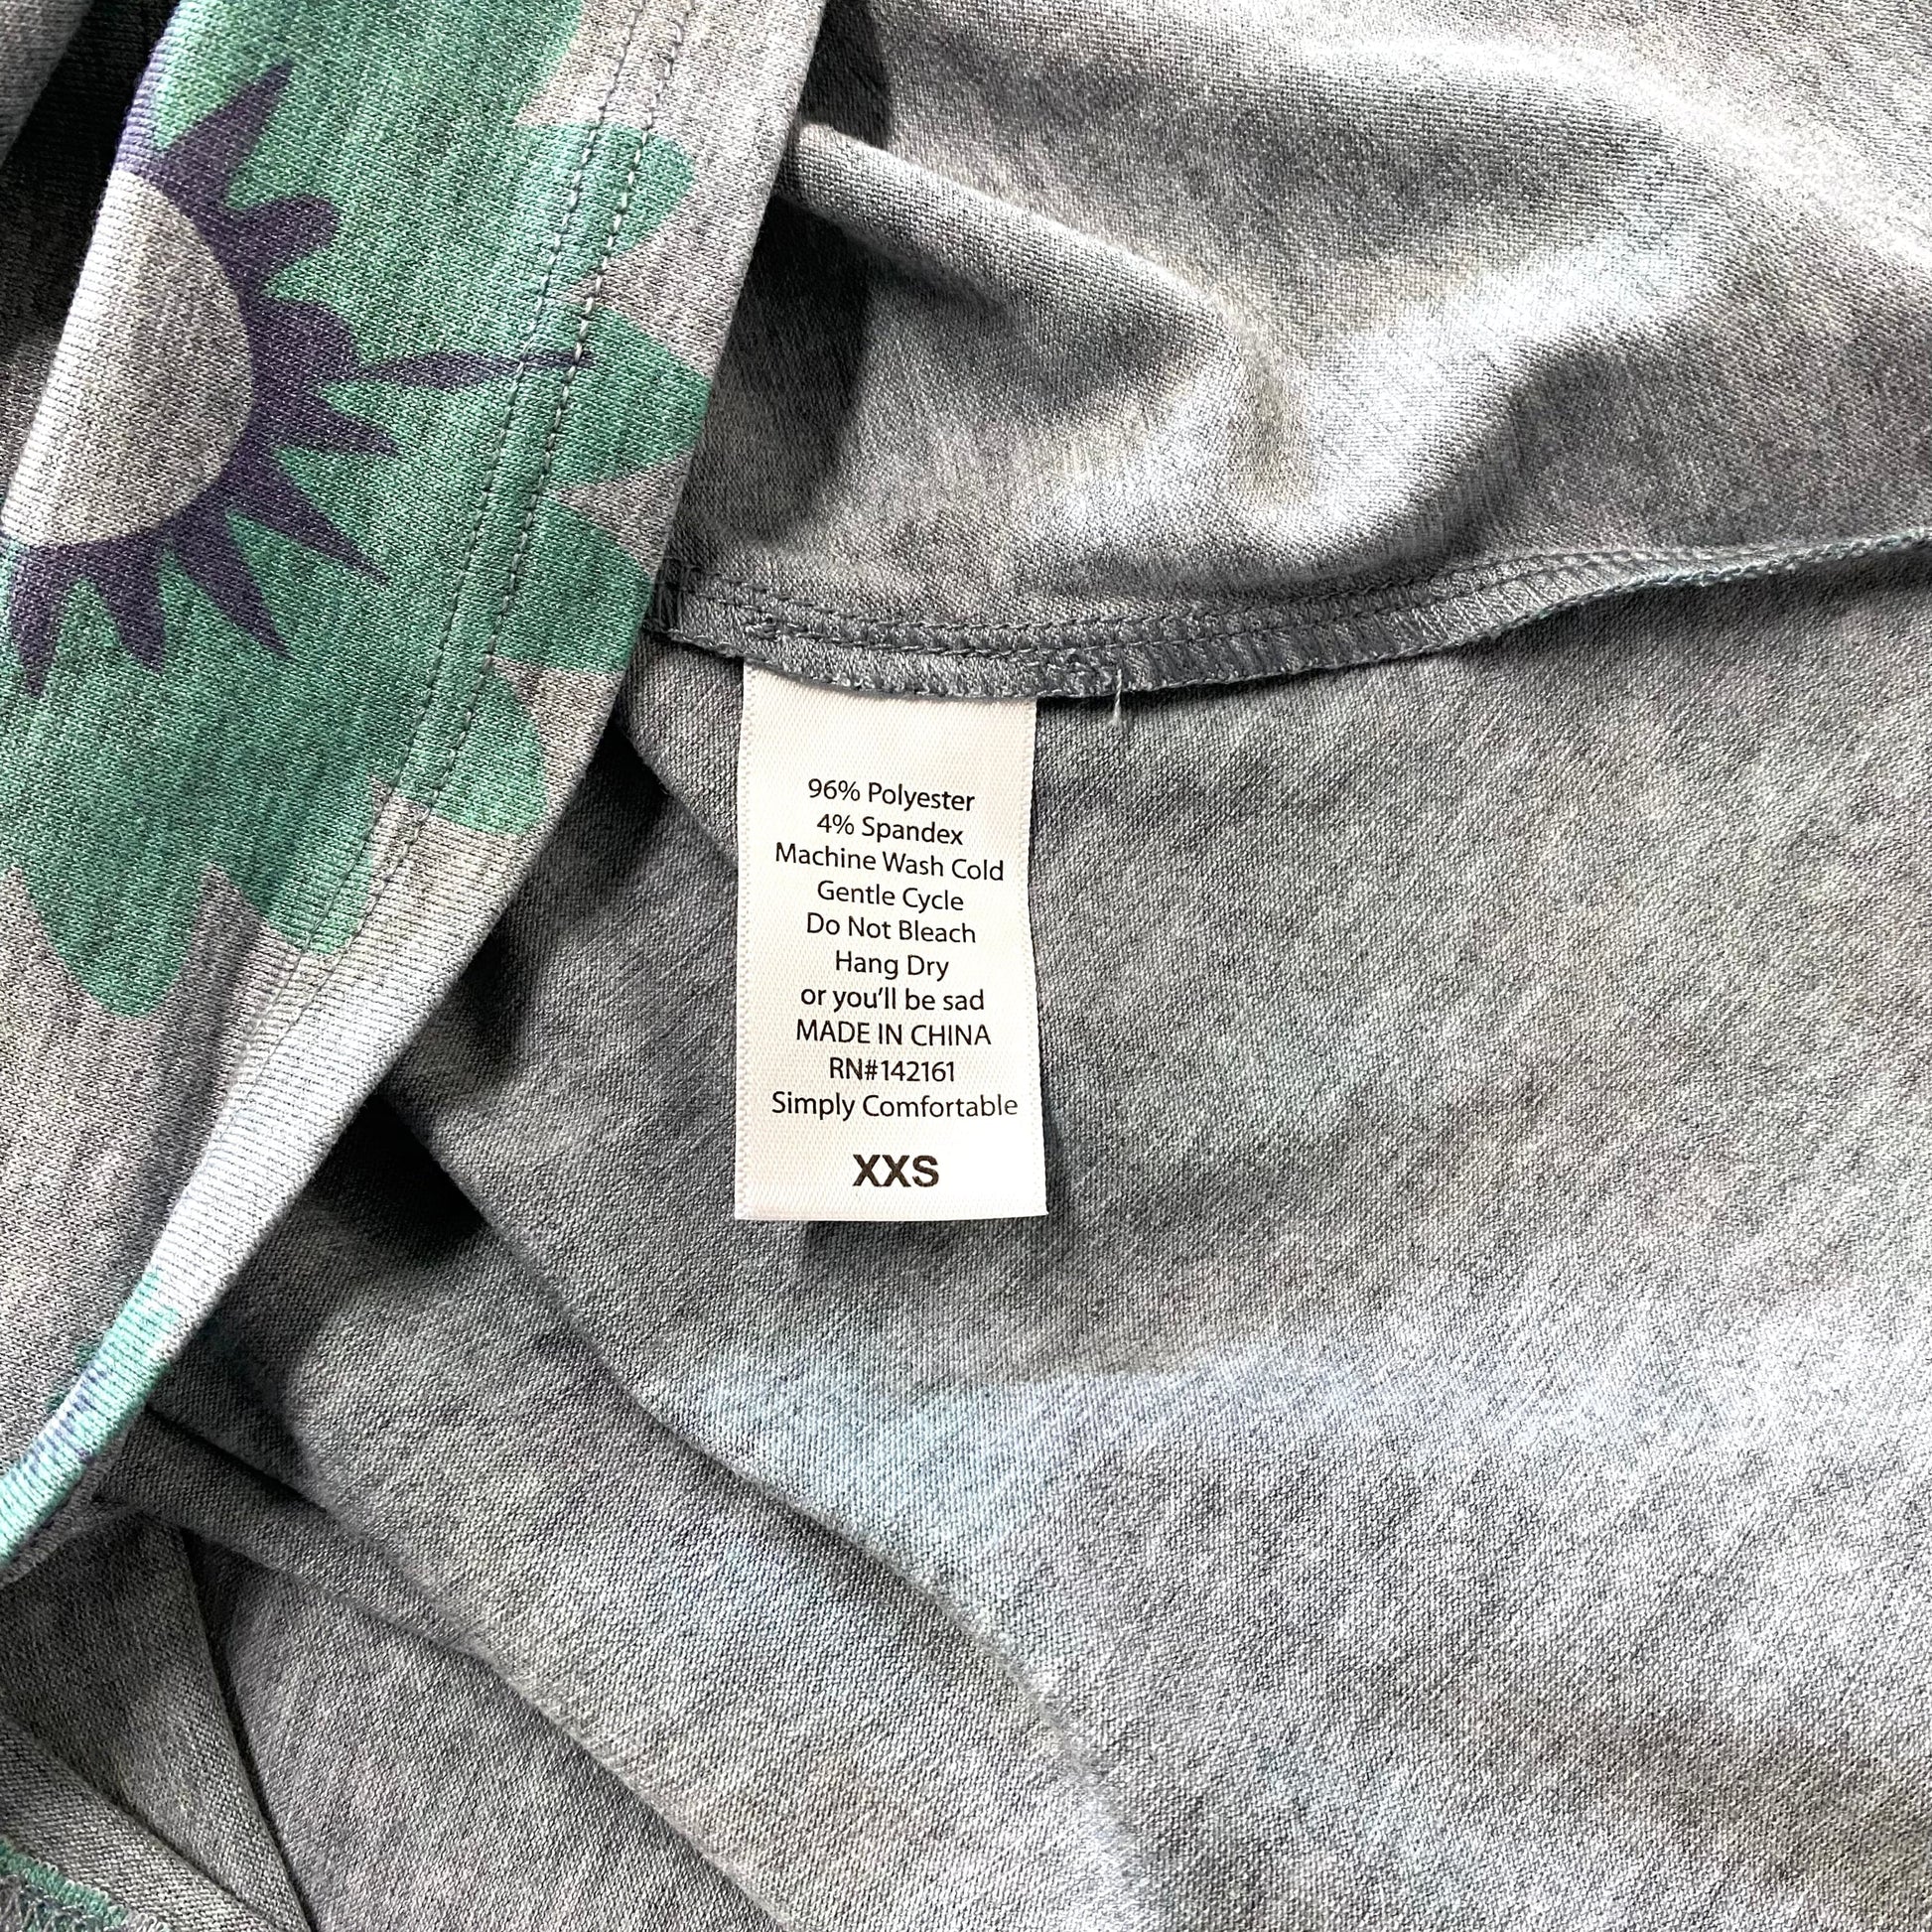 96% Polyester
4% Spandex
Machine Wash Cold
Gentle Cycle
Do Not Bleach
Hang Dry
or you'll be sad
MADE IN CHINA
RN#142161
Simply Comfortable
XXS